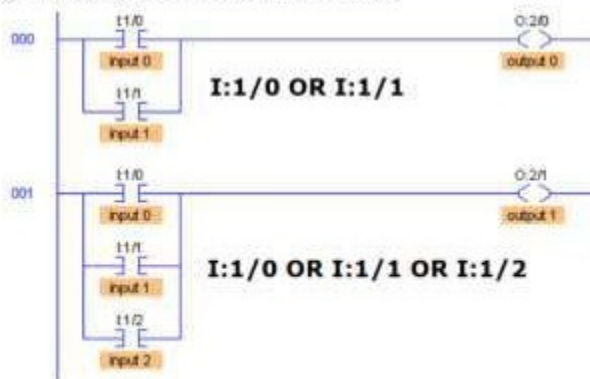 I:1/0 O:2/0
000
input 0 output 0
I:1/0 OR I:1/1
I:1/1
input 1
I:1/0 O:2/1
001
input 0 output 1
I:1/1
input 1
I:1/0 OR I:1/1 OR I:1/2
I:1/2
input 2